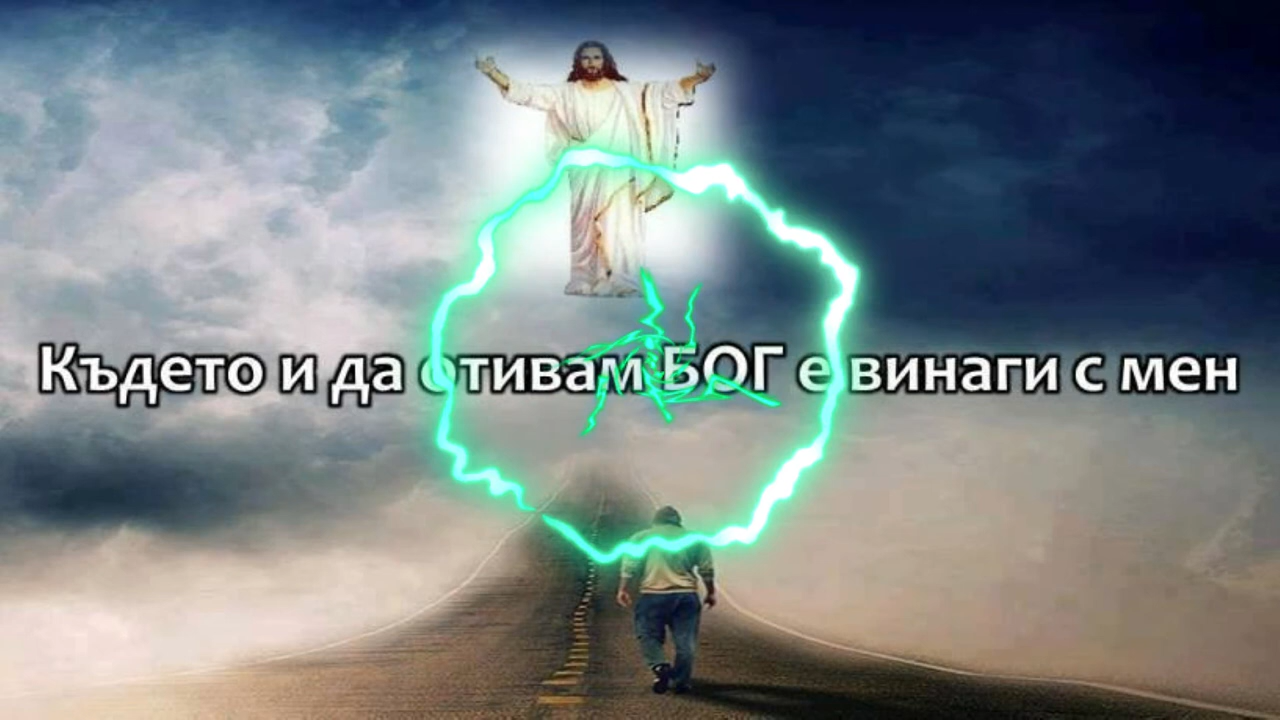 Където и да отивам БОГ е винаги с мен